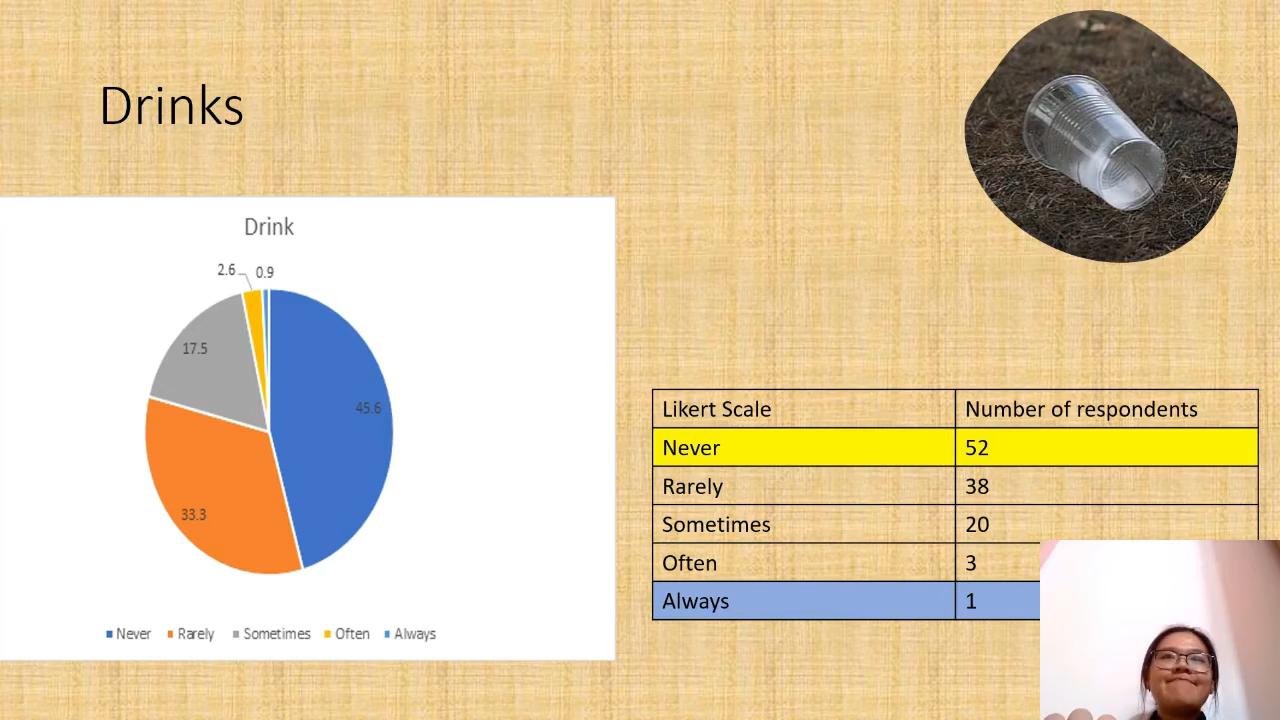 Drinks
Drink
2.6
0.9
17.5
45.6
33.3
Never Rarely Sometimes Often Always
Likert Scale Number of respondents
Never 52
Rarely 38
Sometimes 20
Often 3
Always 1